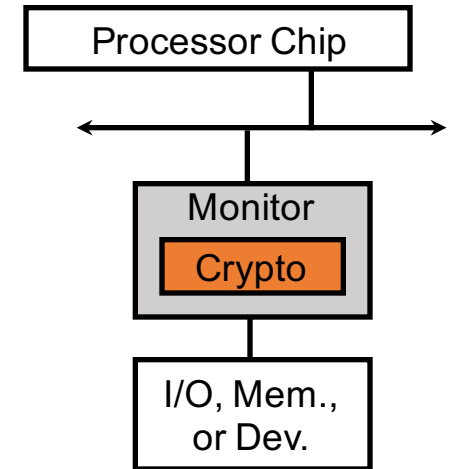 Processor Chip
Monitor
Crypto
I/O, Mem.,
or Dev.